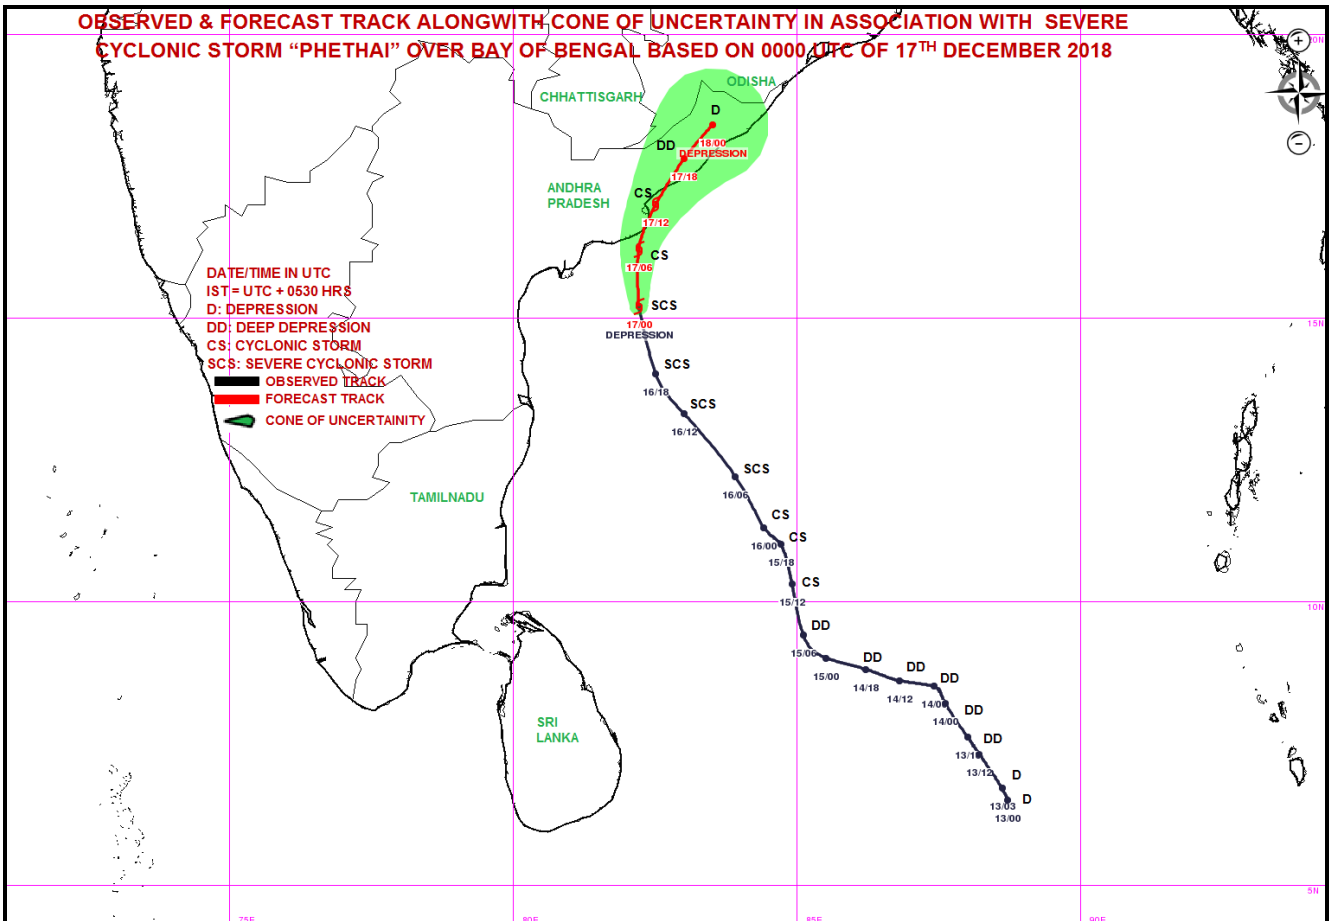 OBSERVED & FORECAST TRACK ALONGWITH CONE OF UNCERTAINTY IN ASSOCIATION WITH SEVERE
CYCLONIC STORM “PHETHAI” OVER BAY OF BENGAL BASED ON 0000 UTC OF 17TH DECEMBER 2018
20N
ODISHA
CHHATTISGARH
D
18/00
DEPRESSION
DD
17/18
ANDHRA
PRADESH
CS
17/12
CS
17/06
DATE/TIME IN UTC
IST = UTC + 0530 HRS
D: DEPRESSION
DD: DEEP DEPRESSION
CS: CYCLONIC STORM
SCS: SEVERE CYCLONIC STORM
OBSERVED TRACK
FORECAST TRACK
CONE OF UNCERTAINITY
SCS
17/00
DEPRESSION
15N
SCS
16/18
SCS
16/12
SCS
16/06
TAMILNADU
CS
16/00
CS
15/18
CS
15/12
10N
DD
15/06
15/00
DD
14/18
DD
14/12
DD
14/00
DD
DD
13/12
D
13/03
D
13/00
SRI
LANKA
5N
75E
80E
85E
90E